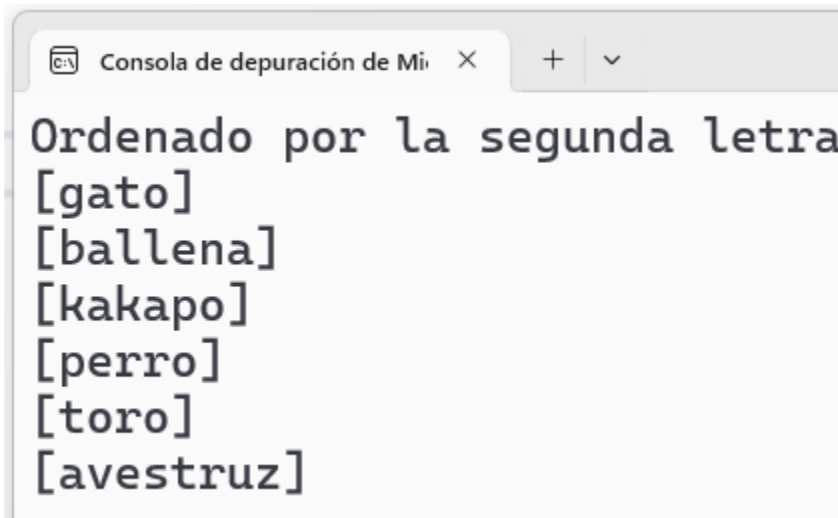 Consola de depuración de Mi
Ordenado por la segunda letra
[gato]
[ballena]
[kakapo]
[perro]
[toro]
[avestruz]